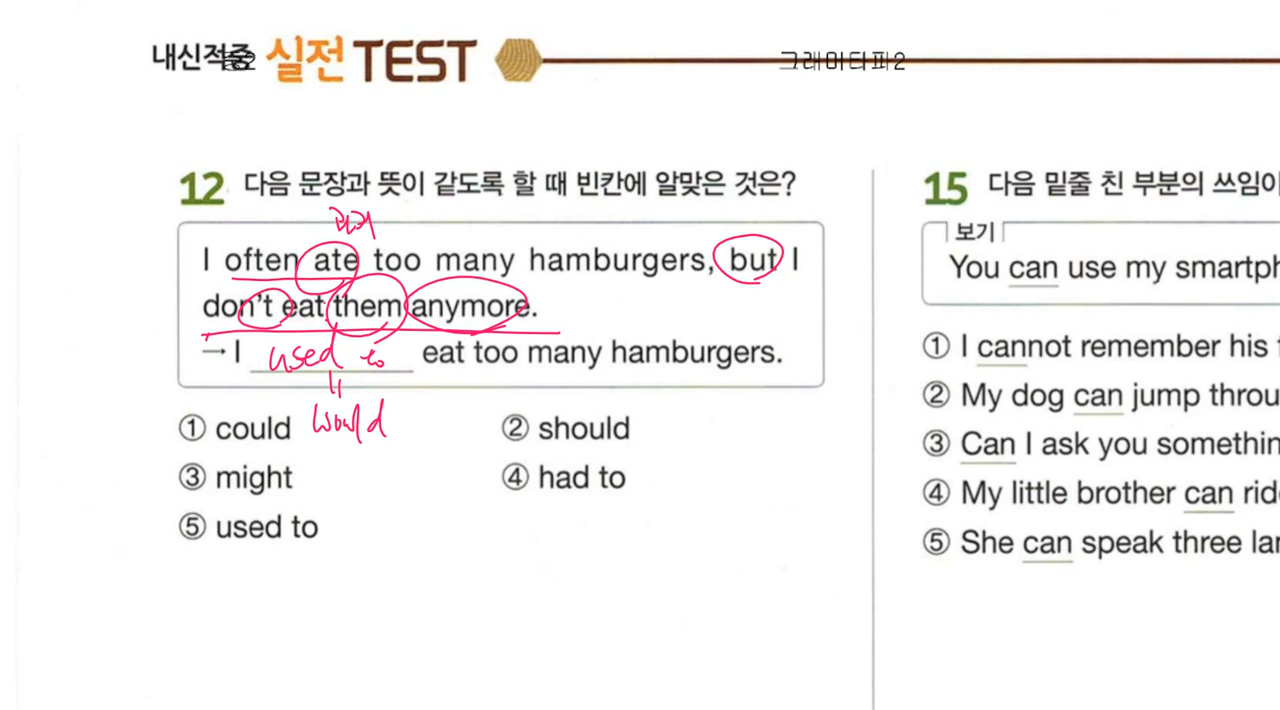 내신적중 실전 TEST
중2
그래머타파2
12 다음 문장과 뜻이 같도록 할 때 빈칸에 알맞은 것은?
과거
I often ate too many hamburgers, but I
don't eat them anymore.
→ I used to eat too many hamburgers.
would
① could ② should
③ might ④ had to
⑤ used to
15 다음 밑줄 친 부분의 쓰임이
보기
You can use my smartph
① I cannot remember his
② My dog can jump throu
③ Can I ask you somethin
④ My little brother can rid
⑤ She can speak three lan